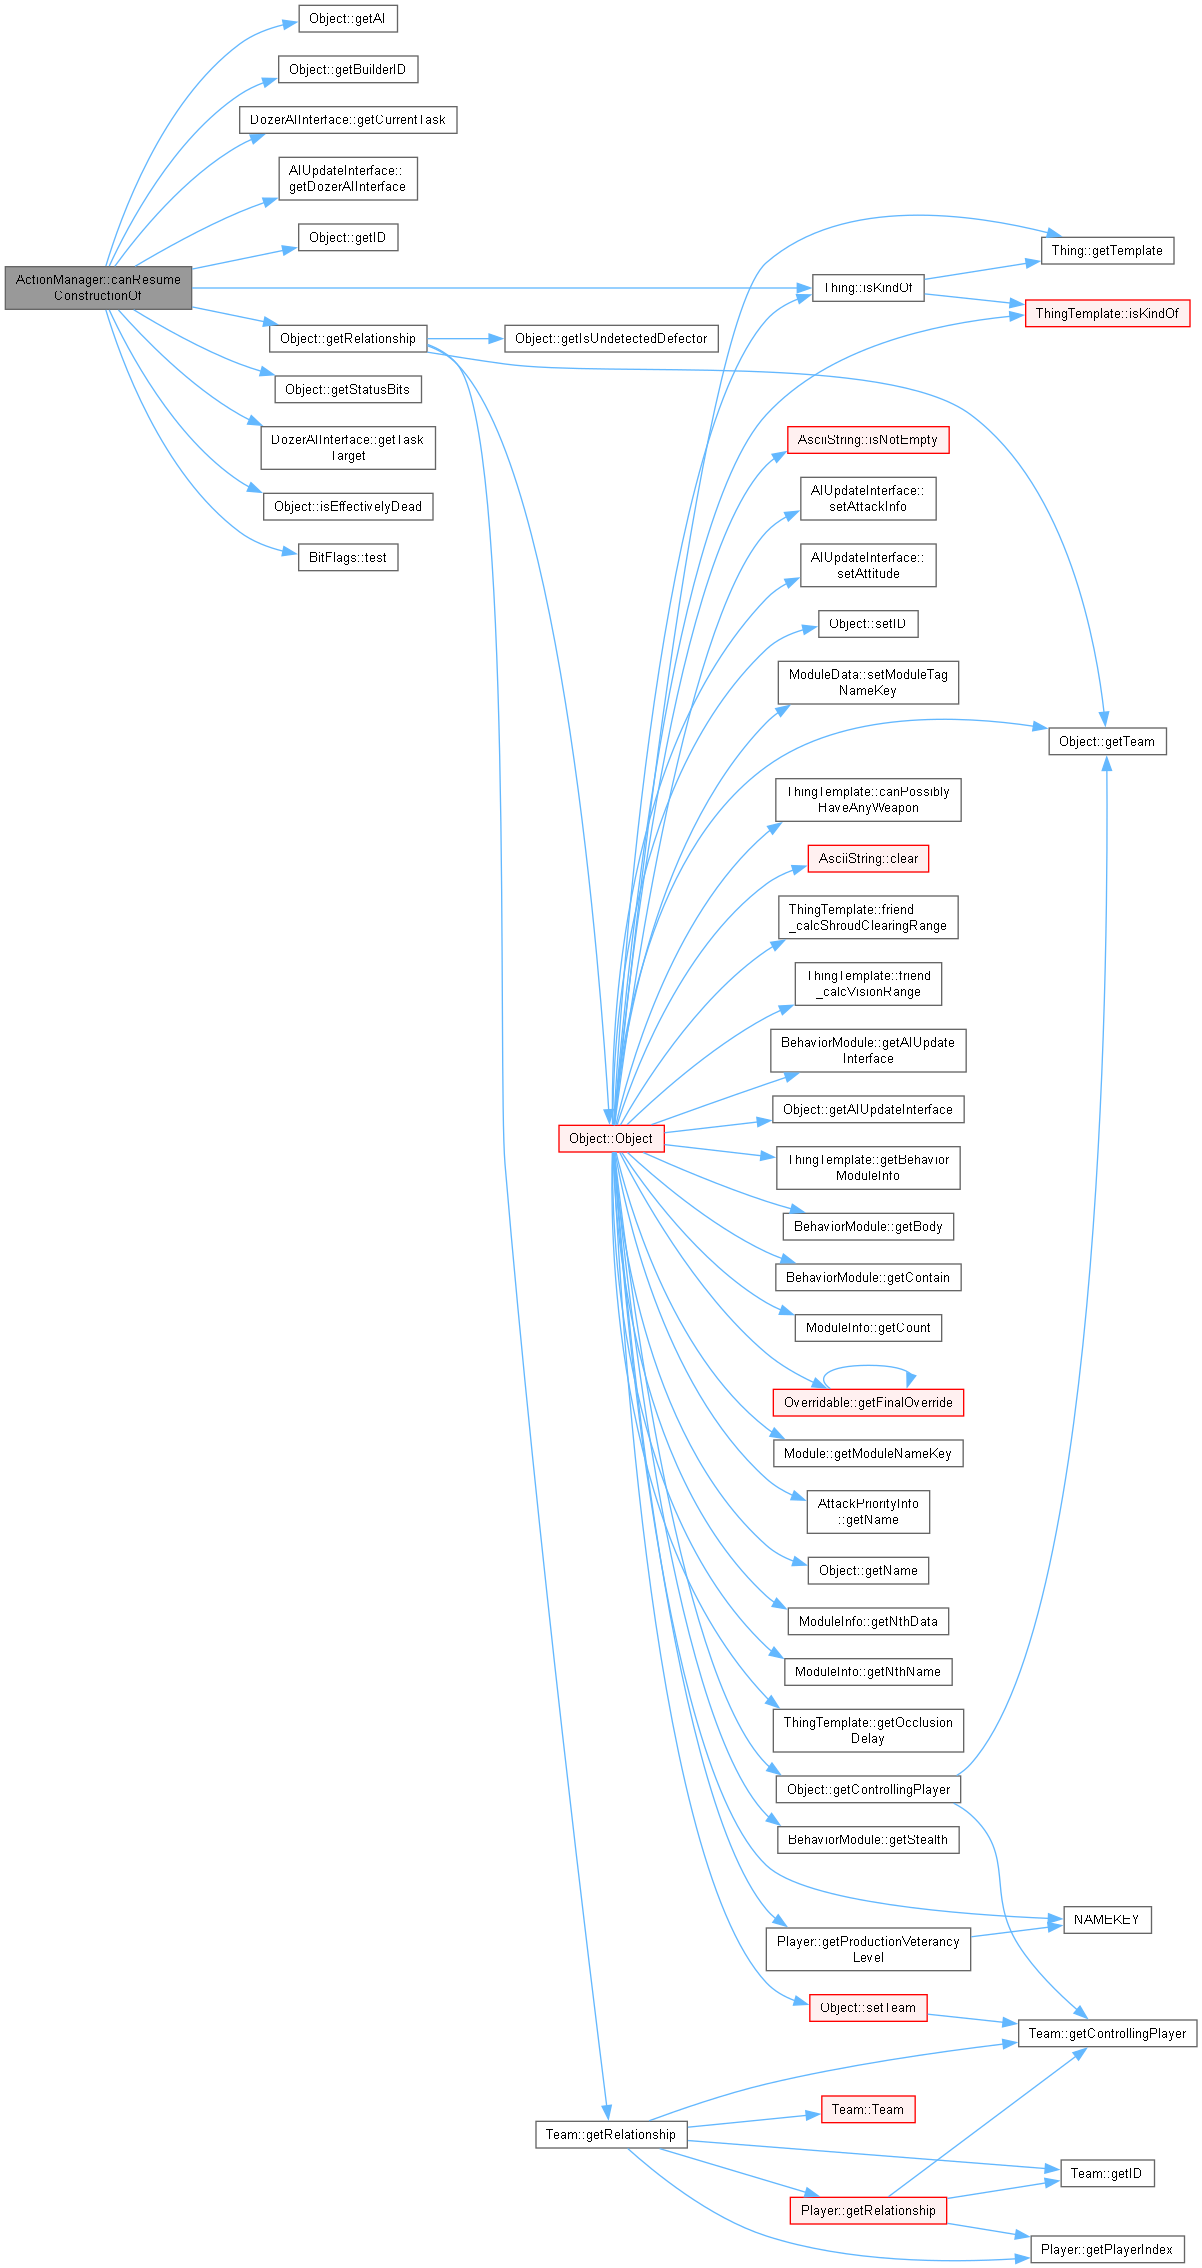 Object::getAI
Object::getBuilderID
DozerAIInterface::getCurrentTask
AIUpdateInterface::
getDozerAIInterface
Object::getID
ActionManager::canResume
ConstructionOf
Object::getRelationship
Object::getStatusBits
DozerAIInterface::getTask
Target
Object::isEffectivelyDead
BitFlags::test
Object::getIsUndetectedDefector
Thing::getTemplate
Thing::isKindOf
ThingTemplate::isKindOf
AsciiString::isNotEmpty
AIUpdateInterface::
setAttackInfo
AIUpdateInterface::
setAttitude
Object::setID
ModuleData::setModuleTag
NameKey
Object::getTeam
ThingTemplate::canPossibly
HaveAnyWeapon
AsciiString::clear
ThingTemplate::friend
_calcShroudClearingRange
ThingTemplate::friend
_calcVisionRange
BehaviorModule::getAIUpdate
Interface
Object::getAIUpdateInterface
Object::Object
ThingTemplate::getBehavior
ModuleInfo
BehaviorModule::getBody
BehaviorModule::getContain
ModuleInfo::getCount
Overridable::getFinalOverride
Module::getModuleNameKey
AttackPriorityInfo
::getName
Object::getName
ModuleInfo::getNthData
ModuleInfo::getNthName
ThingTemplate::getOcclusion
Delay
Object::getControllingPlayer
BehaviorModule::getStealth
NAMEKEY
Player::getProductionVeterancy
Level
Object::setTeam
Team::getControllingPlayer
Team::Team
Team::getRelationship
Team::getID
Player::getRelationship
Player::getPlayerIndex